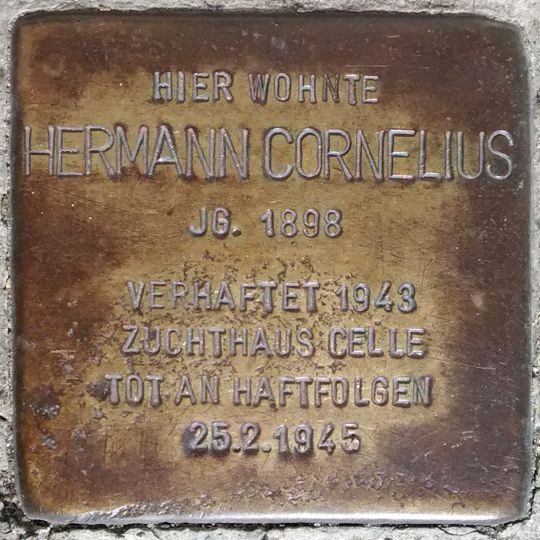 HIER WOHNTE
HERMANN CORNELIUS
JG. 1898
VERHAFTET 1943
ZUCHTHAUS CELLE
TOT AN HAFTFOLGEN
25.2.1945